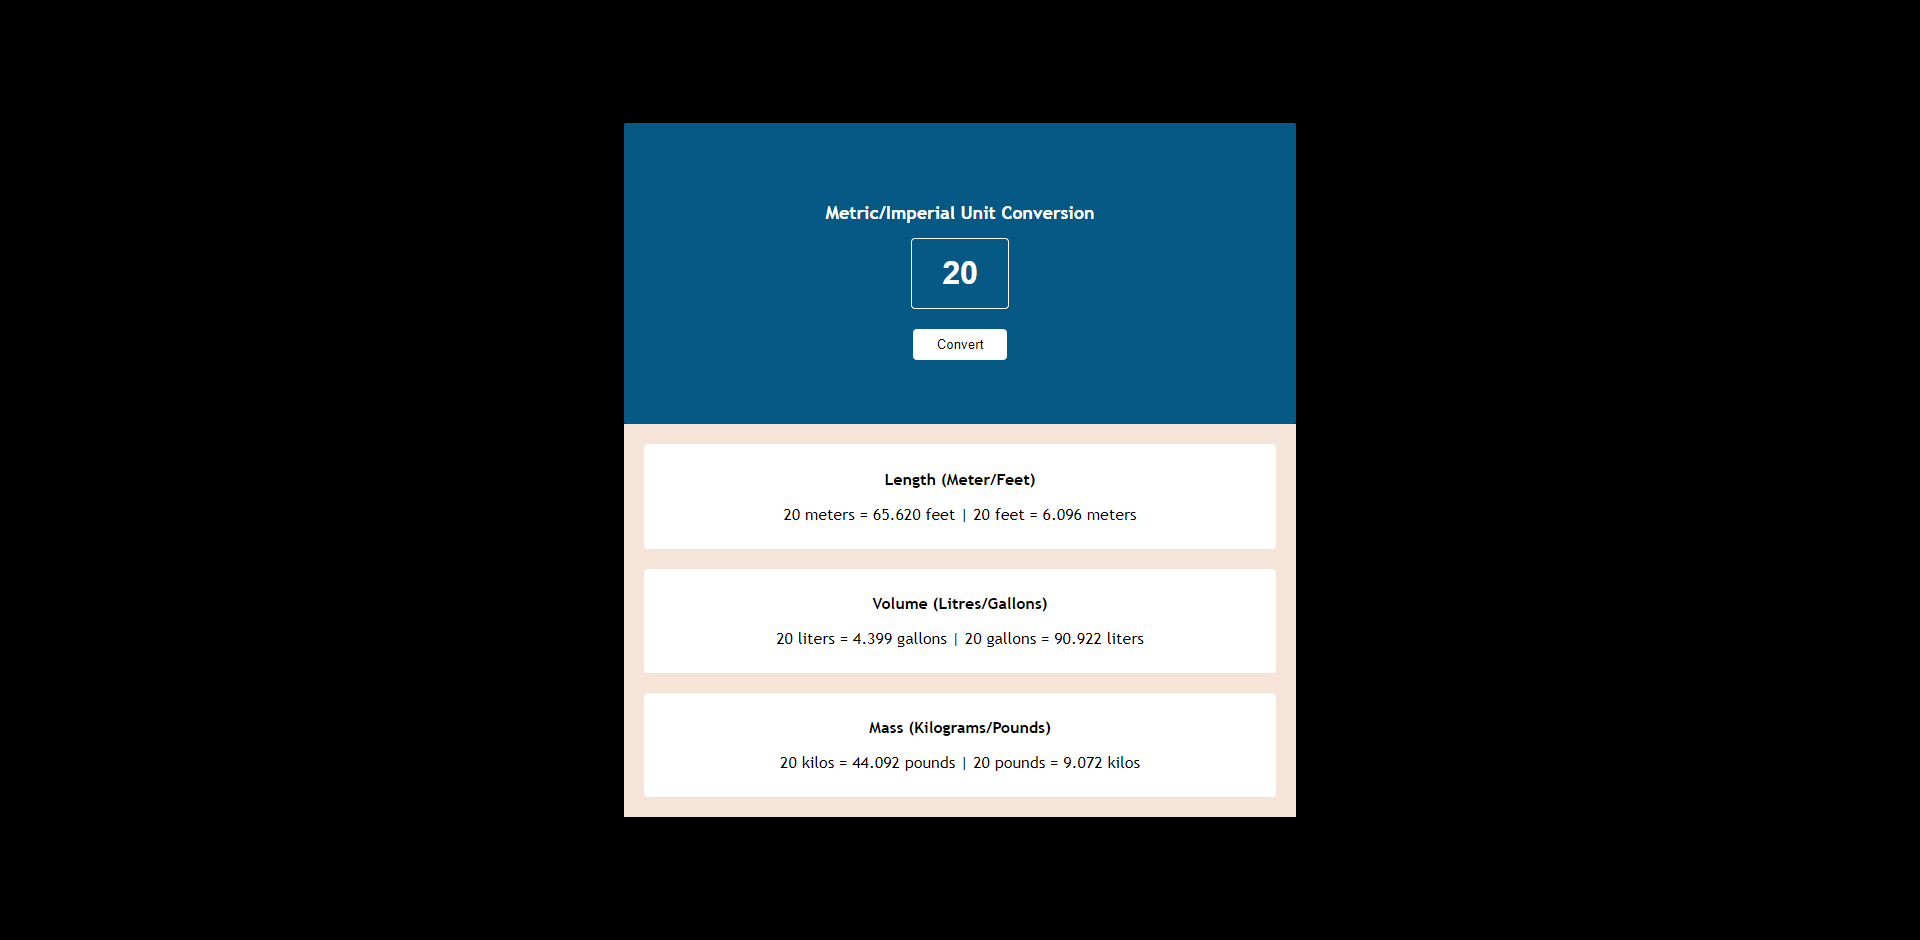 Metric/Imperial Unit Conversion
20
Convert
Length (Meter/Feet)
20 meters = 65.620 feet | 20 feet = 6.096 meters
Volume (Litres/Gallons)
20 liters = 4.399 gallons | 20 gallons = 90.922 liters
Mass (Kilograms/Pounds)
20 kilos = 44.092 pounds | 20 pounds = 9.072 kilos